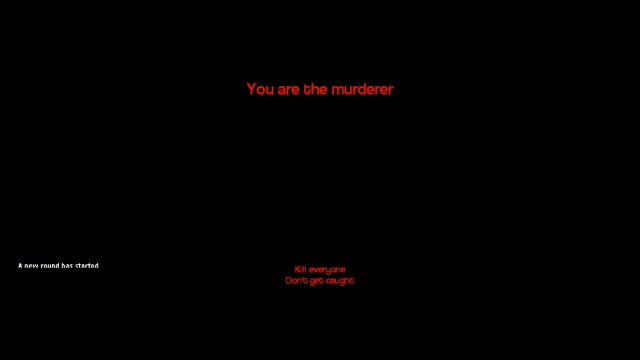 You are the murderer
A new round has started
Kill everyone
Don't get caught